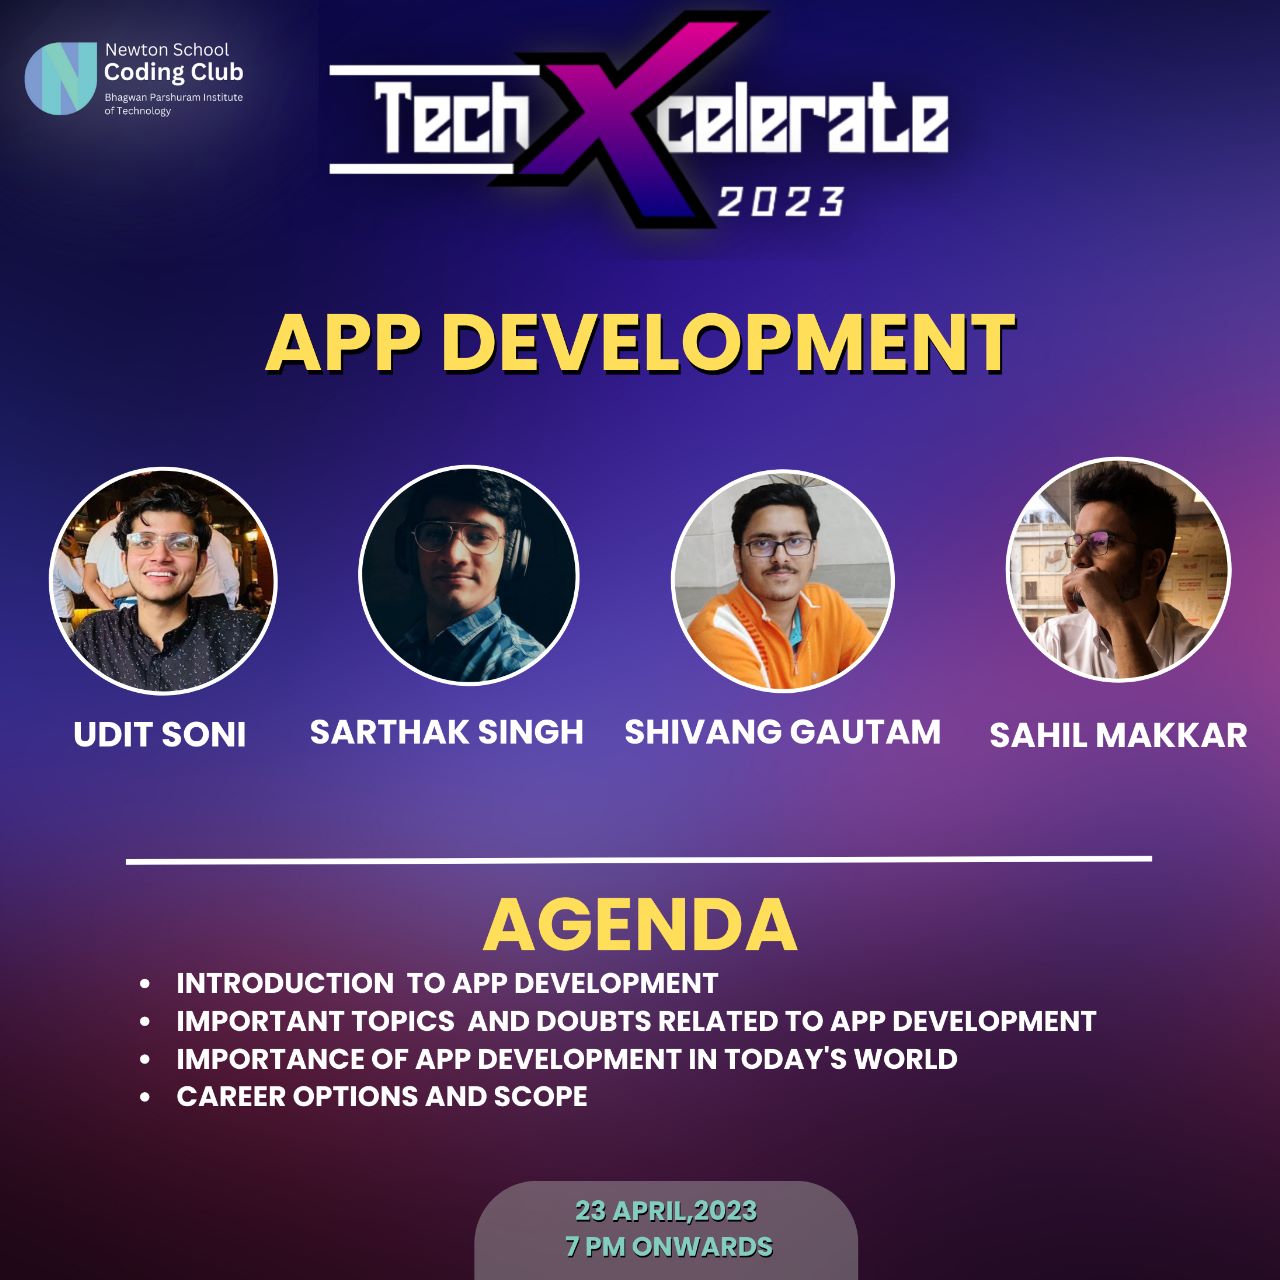 Newton School
Coding Club
Bhagwan Parshuram Institute
of Technology
TechXcelerate
2023
APP DEVELOPMENT
UDIT SONI
SARTHAK SINGH
SHIVANG GAUTAM
SAHIL MAKKAR
AGENDA
• INTRODUCTION TO APP DEVELOPMENT
• IMPORTANT TOPICS AND DOUBTS RELATED TO APP DEVELOPMENT
• IMPORTANCE OF APP DEVELOPMENT IN TODAY'S WORLD
• CAREER OPTIONS AND SCOPE
23 APRIL,2023
7 PM ONWARDS